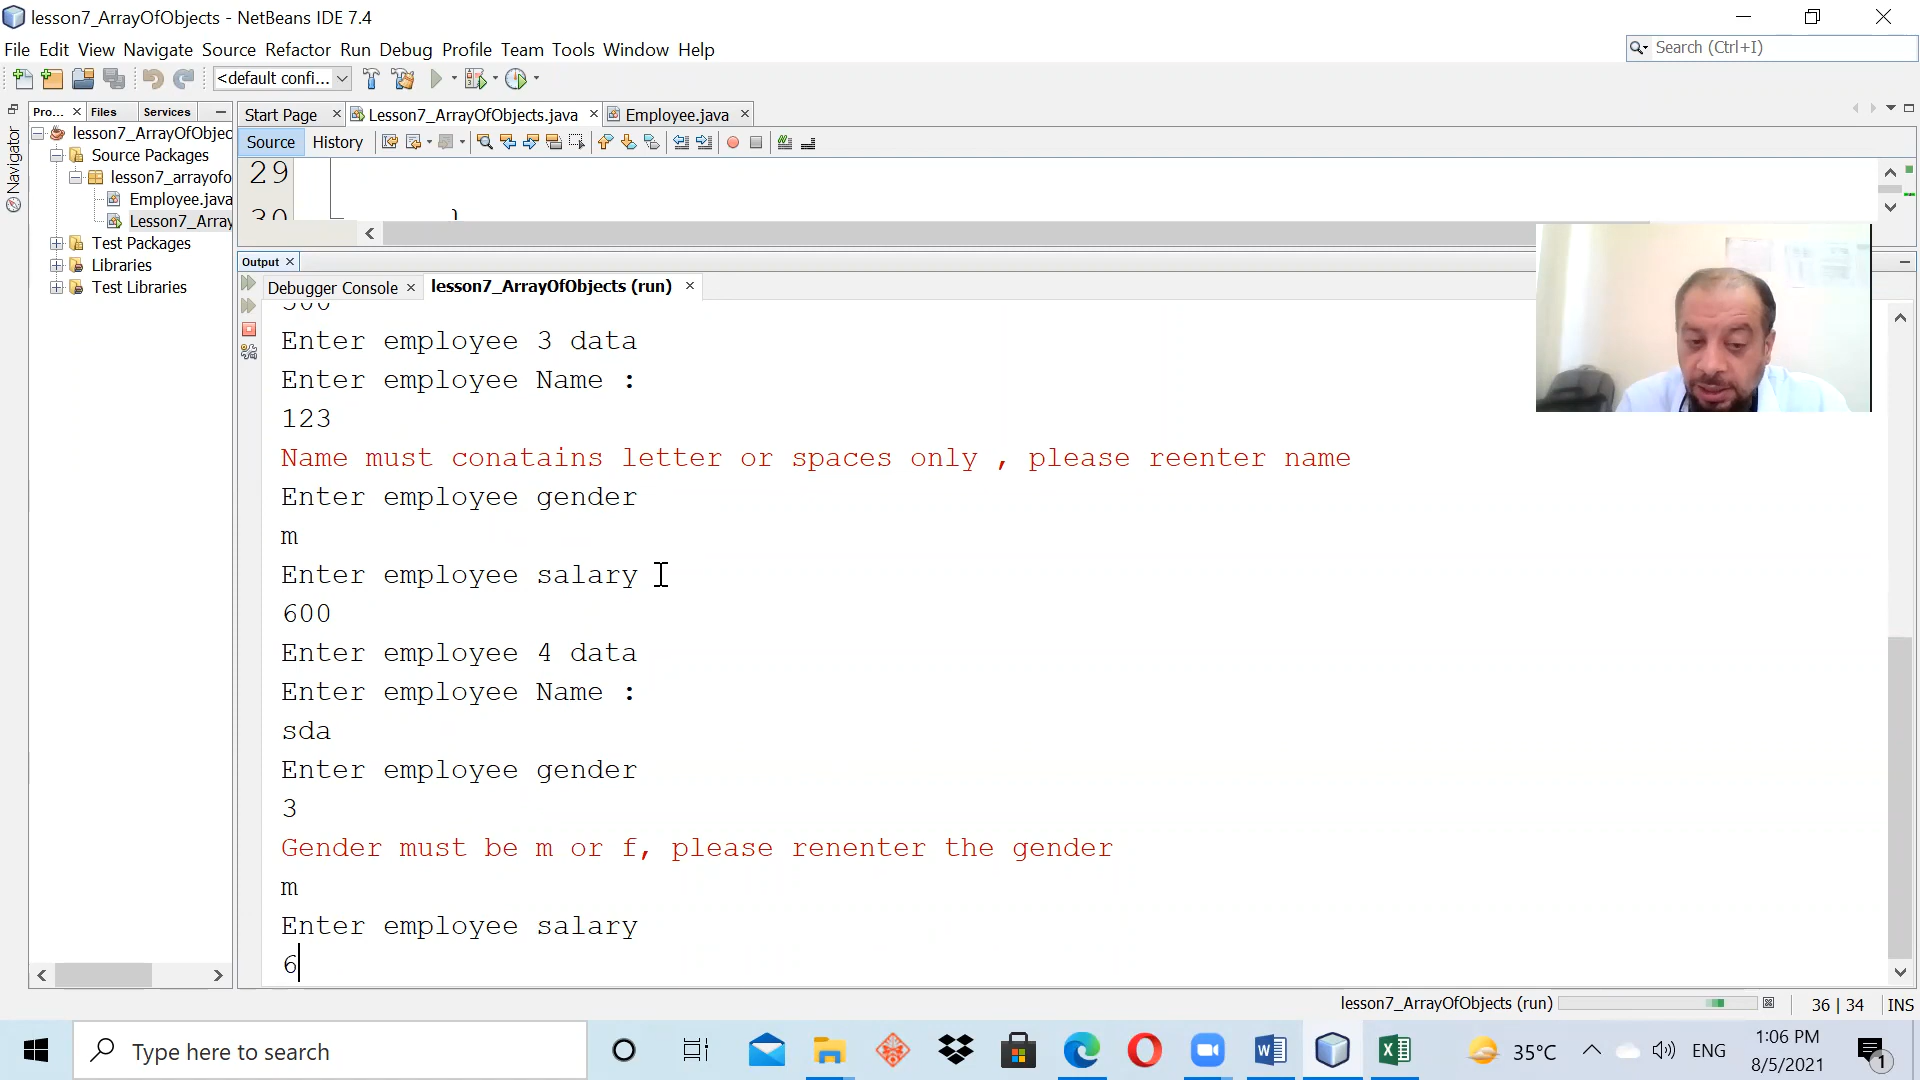 lesson7_ArrayOfObjects - NetBeans IDE 7.4
File Edit View Navigate Source Refactor Run Debug Profile Team Tools Window Help
Search (Ctrl+I)
<default confi...
Pro... Files Services
Start Page Lesson7_ArrayOfObjects.java Employee.java
Navigator
lesson7_ArrayOfObjec
Source Packages
lesson7_arrayofo
Employee.java
Lesson7_Array
Test Packages
Libraries
Test Libraries
Source History
29
30 }
Output
Debugger Console lesson7_ArrayOfObjects (run)
Enter employee 3 data
Enter employee Name :
123
Name must conatains letter or spaces only , please reenter name
Enter employee gender
m
Enter employee salary
600
Enter employee 4 data
Enter employee Name :
sda
Enter employee gender
3
Gender must be m or f, please renenter the gender
m
Enter employee salary
6
lesson7_ArrayOfObjects (run) 36 | 34 INS
Type here to search
35°C ENG
1:06 PM
8/5/2021
1